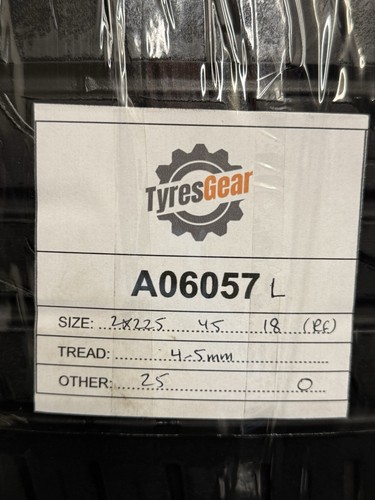 TyresGear
A06057 L
SIZE: 2x225 45 18 (RF)
TREAD: 4-5mm
OTHER: 25 0